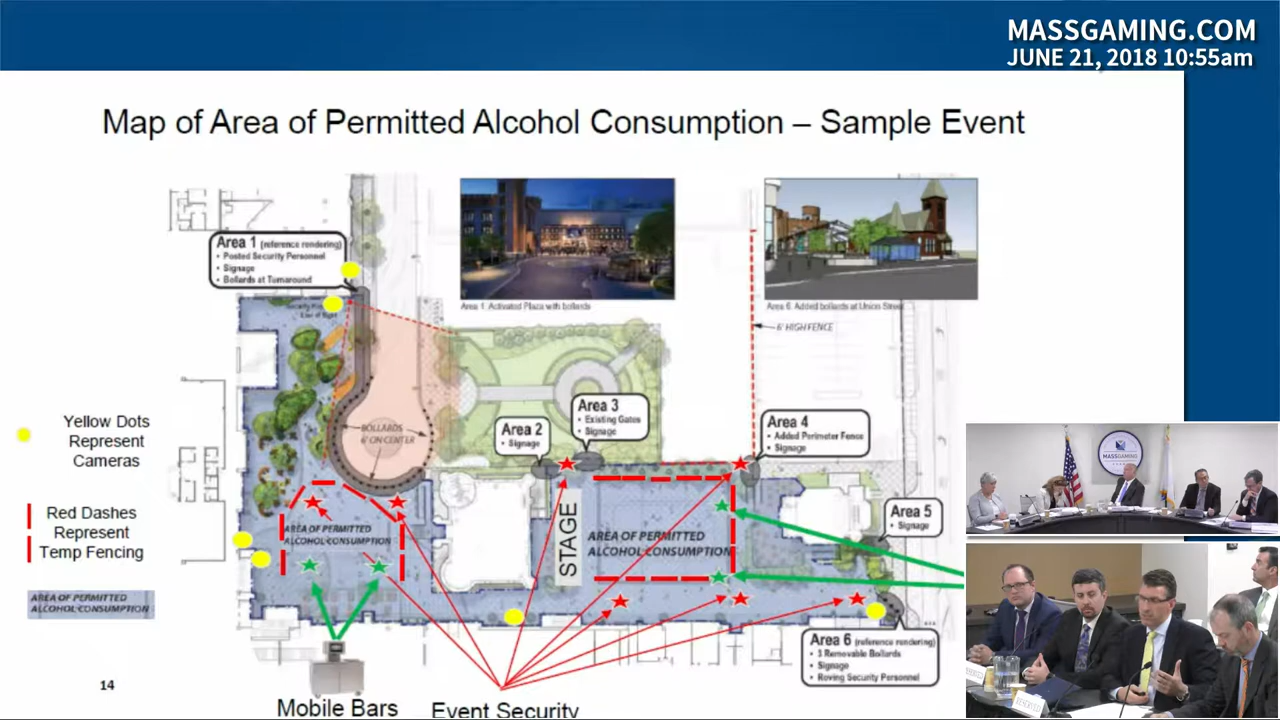 MASSGAMING.COM
JUNE 21, 2018 10:55am
Map of Area of Permitted Alcohol Consumption – Sample Event
Area 1 (reference rendering)
• Posted Security Personnel
• Signage
• Bollards at Turnaround
Area 1: Activated Plaza with bollards
Area 6: Added bollards at Union Street
6' HIGH FENCE
BOLLARDS
6' ON CENTER
Area 2
• Signage
Area 3
• Existing Gates
• Signage
Area 4
• Added Perimeter Fence
• Signage
Area 5
• Signage
Yellow Dots
Represent
Cameras
Red Dashes
Represent
Temp Fencing
AREA OF PERMITTED
ALCOHOL CONSUMPTION
AREA OF PERMITTED
ALCOHOL CONSUMPTION
STAGE
AREA OF PERMITTED
ALCOHOL CONSUMPTION
Area 6 (reference rendering)
• 3 Removable Bollards
• Signage
• Roving Security Personnel
14
Mobile Bars
Event Security
MASSGAMING
RESERVED